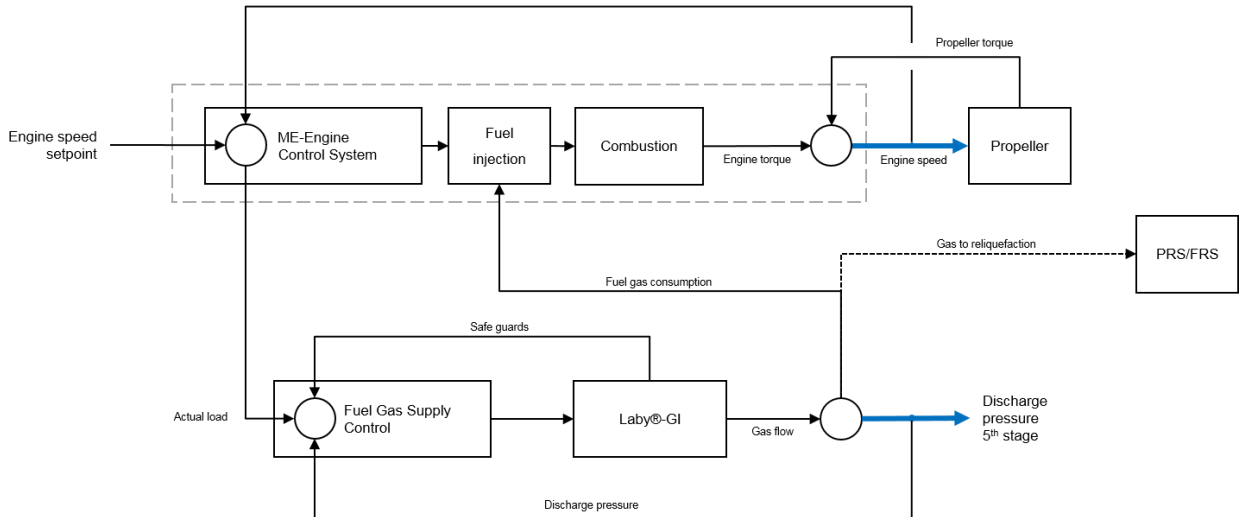 Propeller torque
Engine speed
setpoint
ME-Engine
Control System
Fuel
injection
Combustion
Engine torque
Engine speed
Propeller
Gas to reliquefaction
PRS/FRS
Fuel gas consumption
Safe guards
Actual load
Fuel Gas Supply
Control
Laby®-GI
Gas flow
Discharge
pressure
5th stage
Discharge pressure